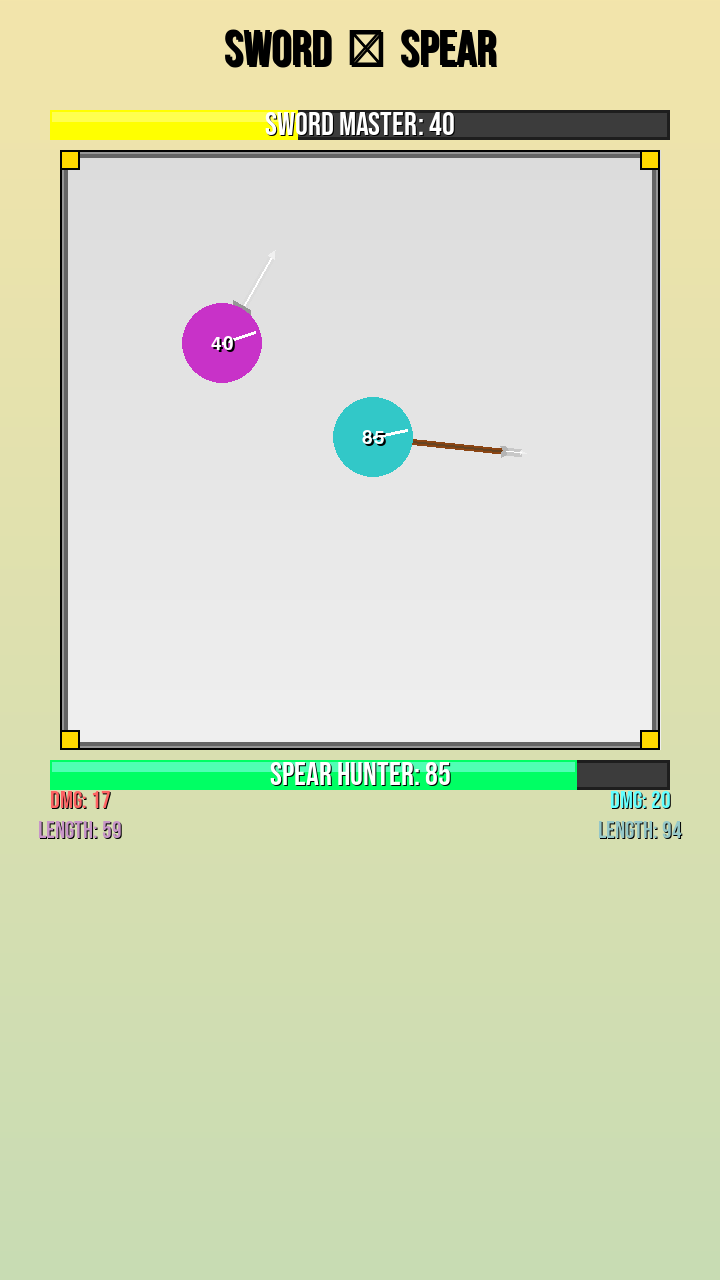 SWORD ⚔ SPEAR
SWORD MASTER: 40
40
85
SPEAR HUNTER: 85
DMG: 17
DMG: 20
LENGTH: 59
LENGTH: 94